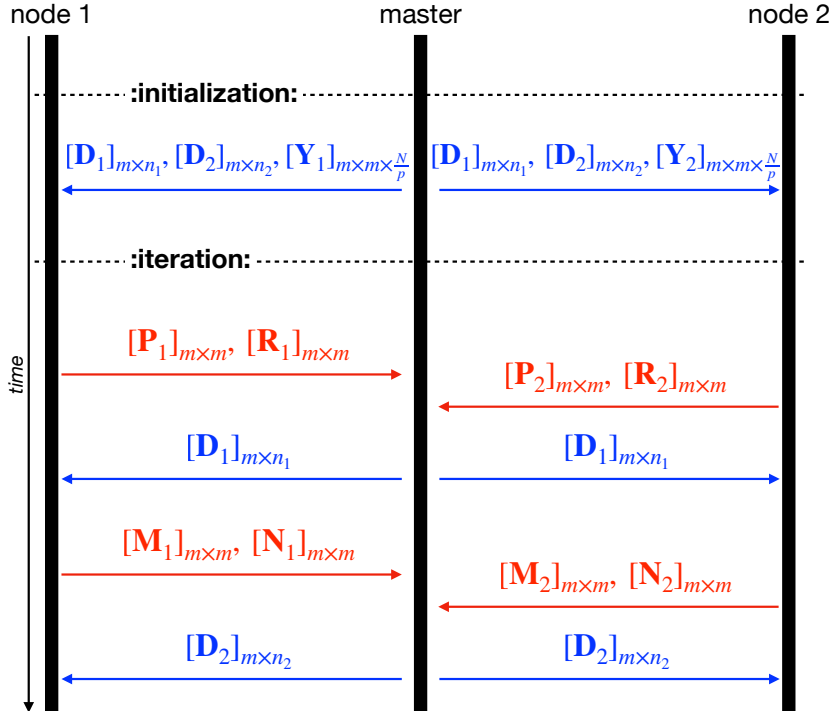 node 1 master node 2
:initialization:
[D₁]ₘ×ₙ₁, [D₂]ₘ×ₙ₂, [Y₁]ₘ×ₘ×N/p [D₁]ₘ×ₙ₁, [D₂]ₘ×ₙ₂, [Y₂]ₘ×ₘ×N/p
:iteration:
time
[P₁]ₘ×ₘ, [R₁]ₘ×ₘ
[P₂]ₘ×ₘ, [R₂]ₘ×ₘ
[D₁]ₘ×ₙ₁ [D₁]ₘ×ₙ₁
[M₁]ₘ×ₘ, [N₁]ₘ×ₘ
[M₂]ₘ×ₘ, [N₂]ₘ×ₘ
[D₂]ₘ×ₙ₂ [D₂]ₘ×ₙ₂